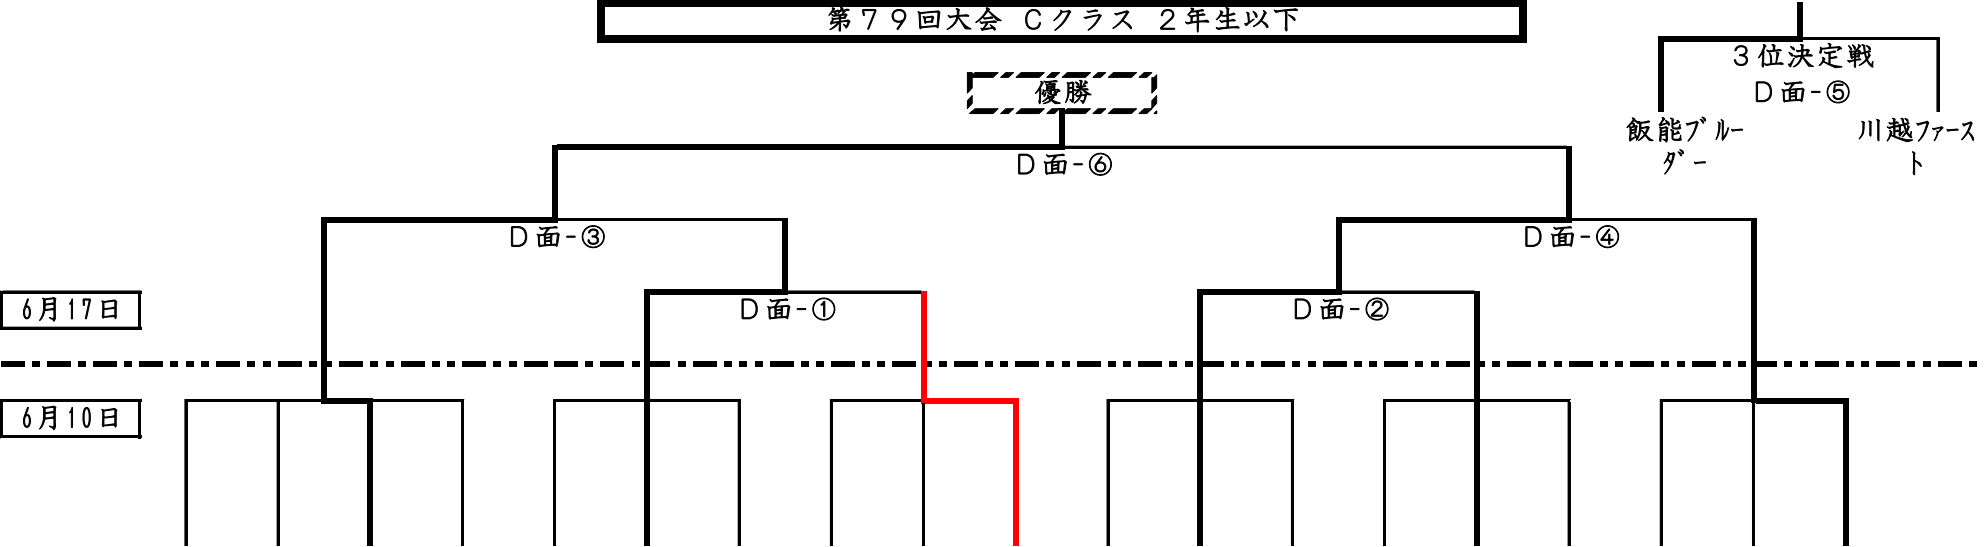 第７９回大会 Ｃクラス ２年生以下
優勝
３位決定戦
Ｄ面-⑤
飯能ブルー
ダー
川越ファース
ト
Ｄ面-⑥
Ｄ面-③
Ｄ面-④
6月17日
Ｄ面-①
Ｄ面-②
6月10日